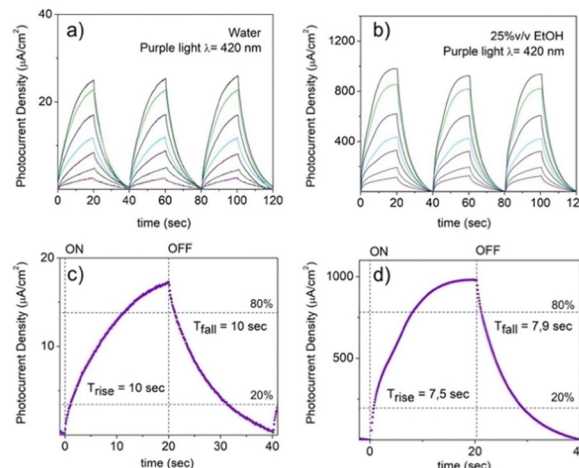 a)
Water
Purple light λ= 420 nm
Photocurrent Density (µA/cm²)
40
20
0
0 20 40 60 80 100 120
time (sec)
b)
25%v/v EtOH
Purple light λ= 420 nm
Photocurrent Density (µA/cm²)
1200
800
400
0 20 40 60 80 100 120
time (sec)
ON
OFF
c)
Photocurrent Density (µA/cm²)
20
10
0
80%
Tfall = 10 sec
Trise = 10 sec
20%
0 20 40
time (sec)
ON
OFF
d)
Photocurrent Density (µA/cm²)
1000
500
0
80%
Tfall = 7,9 sec
Trise = 7,5 sec
20%
0 20 40
time (sec)